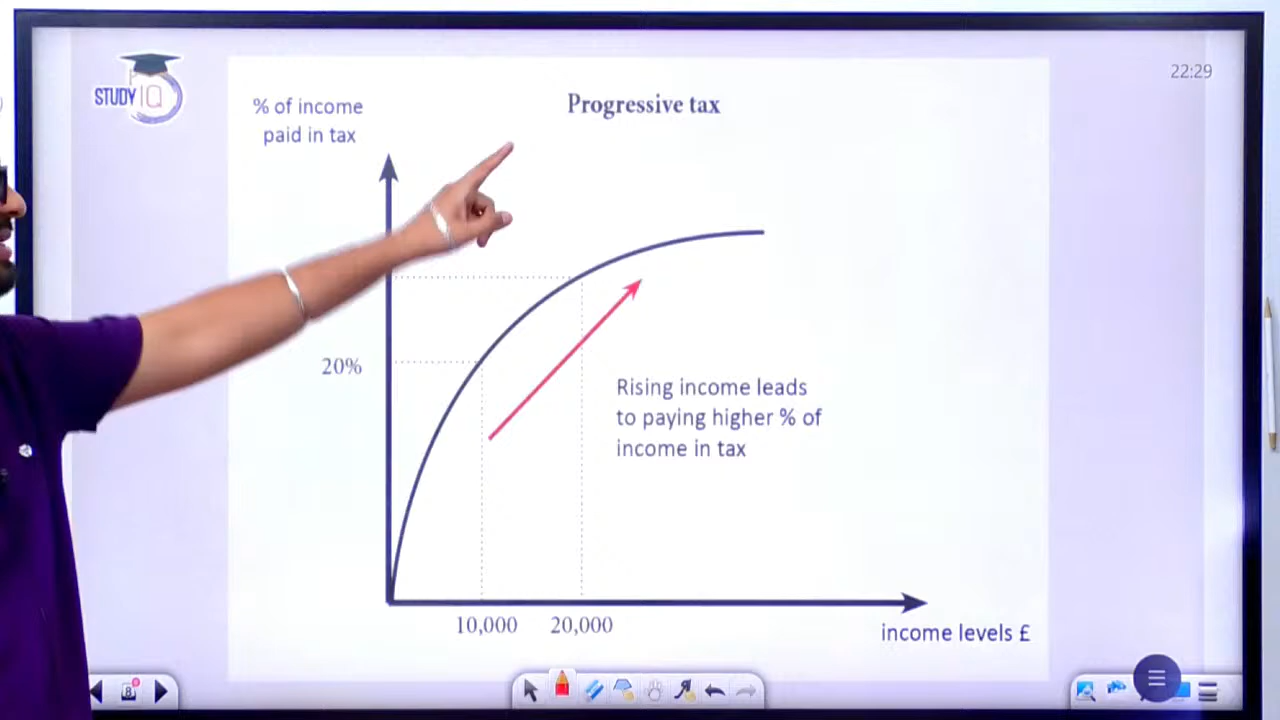 STUDY IQ
22:29
% of income
paid in tax
Progressive tax
20%
Rising income leads
to paying higher % of
income in tax
10,000
20,000
income levels £
8